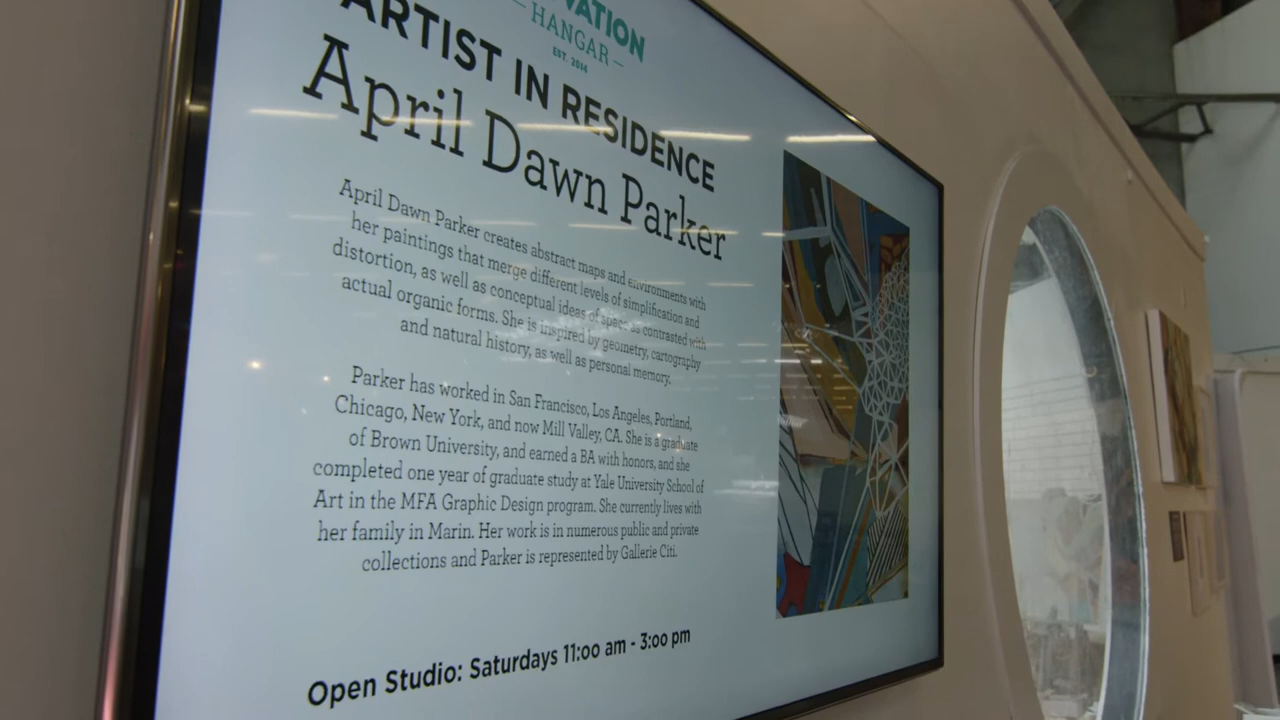 HANGAR
EST. 2014
ARTIST IN RESIDENCE
April Dawn Parker
April Dawn Parker creates abstract maps and environments with
her paintings that merge different levels of simplification and
distortion, as well as conceptual ideas of space as contrasted with
actual organic forms. She is inspired by geometry, cartography
and natural history, as well as personal memory.
Parker has worked in San Francisco, Los Angeles, Portland,
Chicago, New York, and now Mill Valley, CA. She is a graduate
of Brown University, and earned a BA with honors, and she
completed one year of graduate study at Yale University School of
Art in the MFA Graphic Design program. She currently lives with
her family in Marin. Her work is in numerous public and private
collections and Parker is represented by Gallerie Citi.
Open Studio: Saturdays 11:00 am - 3:00 pm